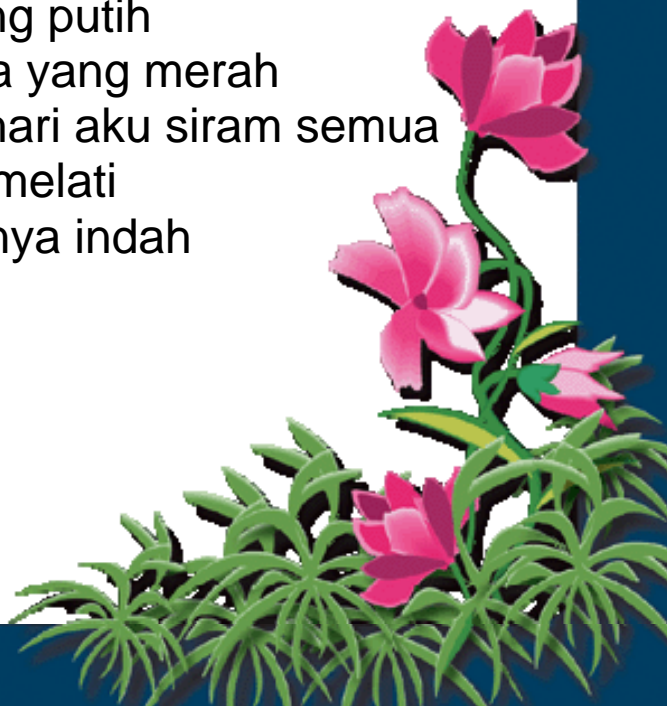 ng putih
a yang merah
hari aku siram semua
melati
nya indah